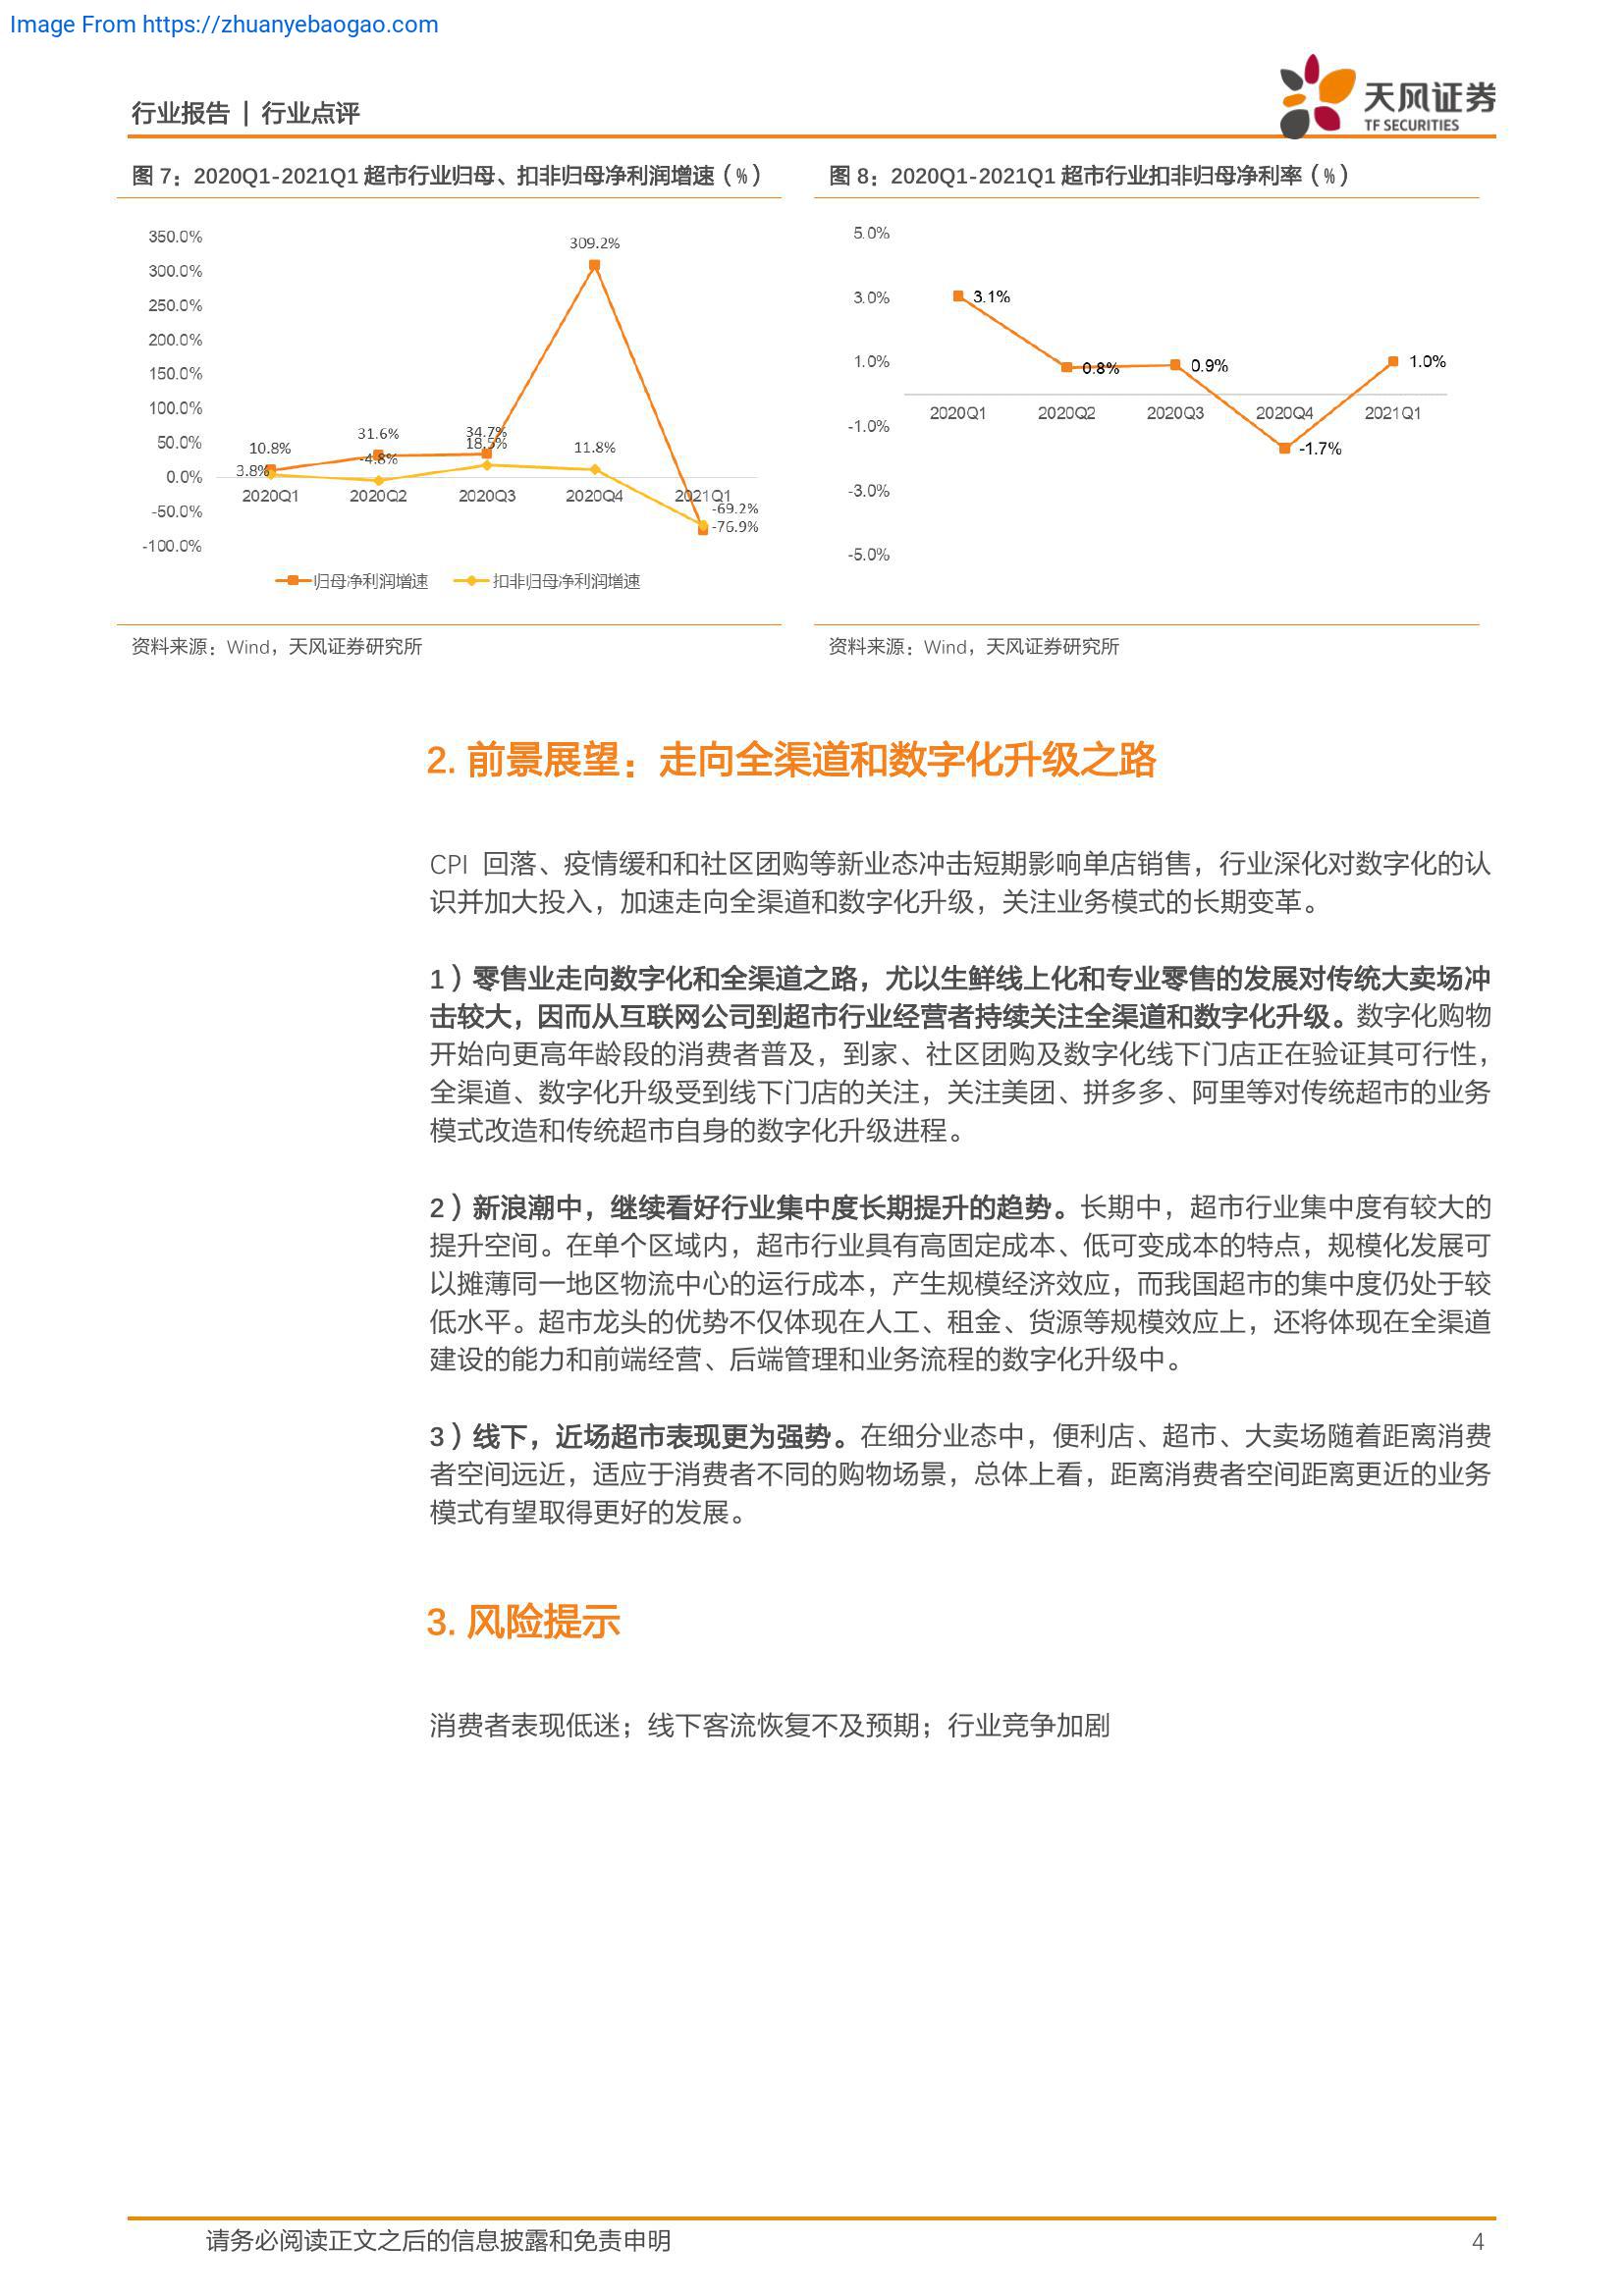 Image From https://zhuanyebaogao.com
行业报告 | 行业点评
天风证券
TF SECURITIES
图 7：2020Q1-2021Q1 超市行业归母、扣非归母净利润增速（%）
350.0%
300.0%
250.0%
200.0%
150.0%
100.0%
50.0%
0.0%
-50.0%
-100.0%
309.2%
10.8%
31.6%
34.7%
18.5%
11.8%
3.8%
-4.8%
2020Q1 2020Q2 2020Q3 2020Q4 2021Q1
-69.2%
-76.9%
归母净利润增速 扣非归母净利润增速
资料来源：Wind，天风证券研究所
图 8：2020Q1-2021Q1 超市行业扣非归母净利率（%）
5.0%
3.0%
1.0%
-1.0%
-3.0%
-5.0%
3.1%
0.8%
0.9%
1.0%
2020Q1 2020Q2 2020Q3 2020Q4 2021Q1
-1.7%
资料来源：Wind，天风证券研究所
2. 前景展望：走向全渠道和数字化升级之路
CPI 回落、疫情缓和和社区团购等新业态冲击短期影响单店销售，行业深化对数字化的认
识并加大投入，加速走向全渠道和数字化升级，关注业务模式的长期变革。
1）零售业走向数字化和全渠道之路，尤以生鲜线上化和专业零售的发展对传统大卖场冲
击较大，因而从互联网公司到超市行业经营者持续关注全渠道和数字化升级。数字化购物
开始向更高年龄段的消费者普及，到家、社区团购及数字化线下门店正在验证其可行性，
全渠道、数字化升级受到线下门店的关注，关注美团、拼多多、阿里等对传统超市的业务
模式改造和传统超市自身的数字化升级进程。
2）新浪潮中，继续看好行业集中度长期提升的趋势。长期中，超市行业集中度有较大的
提升空间。在单个区域内，超市行业具有高固定成本、低可变成本的特点，规模化发展可
以摊薄同一地区物流中心的运行成本，产生规模经济效应，而我国超市的集中度仍处于较
低水平。超市龙头的优势不仅体现在人工、租金、货源等规模效应上，还将体现在全渠道
建设的能力和前端经营、后端管理和业务流程的数字化升级中。
3）线下，近场超市表现更为强势。在细分业态中，便利店、超市、大卖场随着距离消费
者空间远近，适应于消费者不同的购物场景，总体上看，距离消费者空间距离更近的业务
模式有望取得更好的发展。
3. 风险提示
消费者表现低迷；线下客流恢复不及预期；行业竞争加剧
请务必阅读正文之后的信息披露和免责申明
4